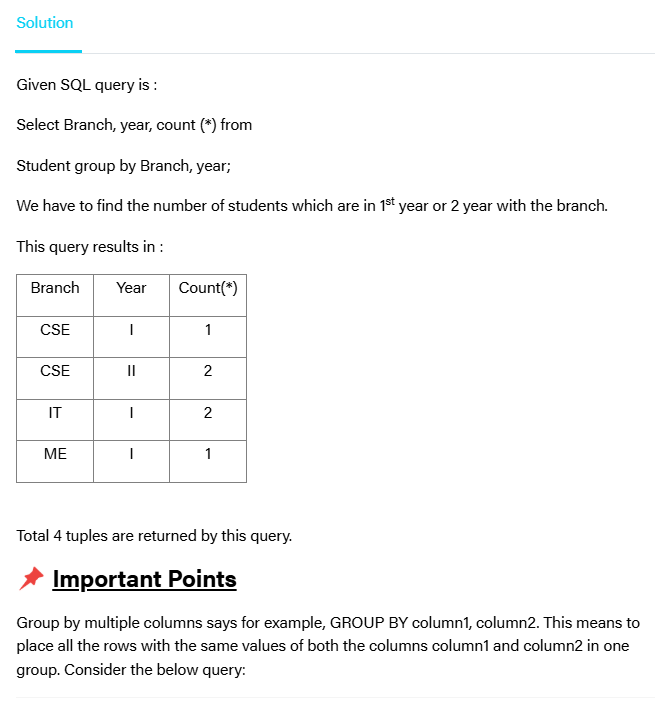 Solution
Given SQL query is :
Select Branch, year, count (*) from
Student group by Branch, year;
We have to find the number of students which are in 1st year or 2 year with the branch.
This query results in :
Branch Year Count(*)
CSE I 1
CSE II 2
IT I 2
ME I 1
Total 4 tuples are returned by this query.
Important Points
Group by multiple columns says for example, GROUP BY column1, column2. This means to
place all the rows with the same values of both the columns column1 and column2 in one
group. Consider the below query: